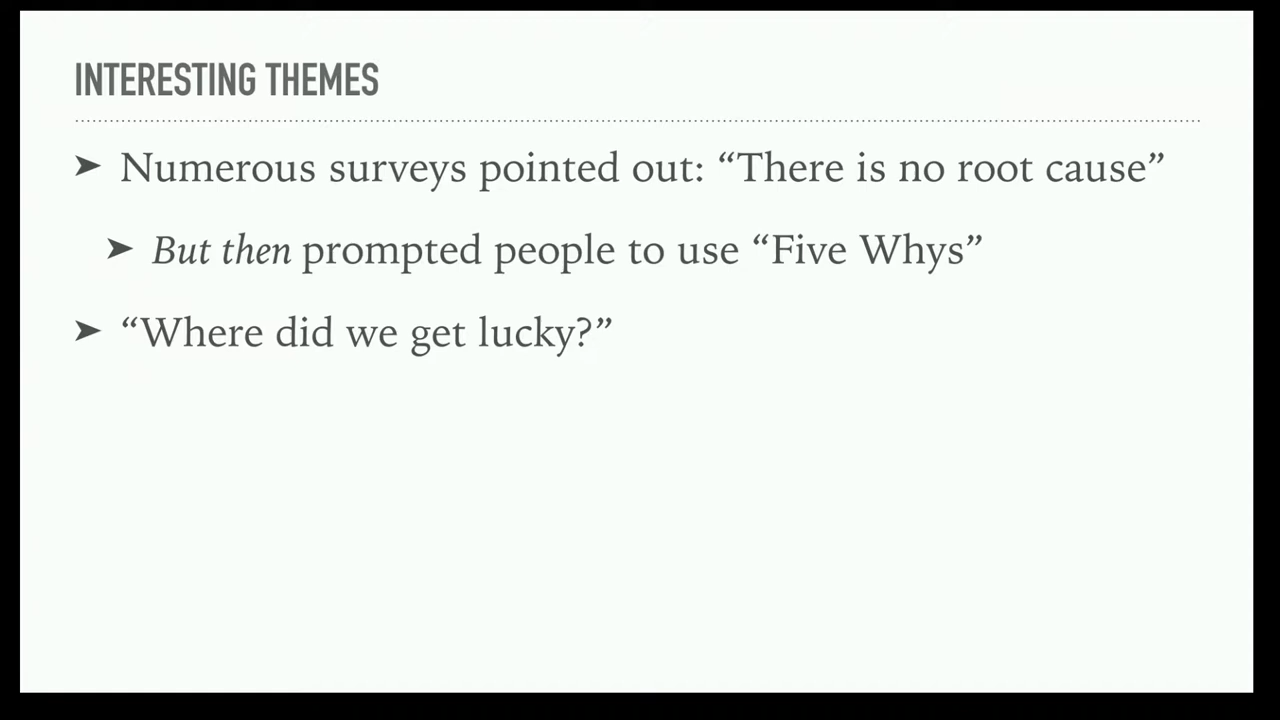 INTERESTING THEMES
➤ Numerous surveys pointed out: “There is no root cause”
➤ But then prompted people to use “Five Whys”
➤ “Where did we get lucky?”